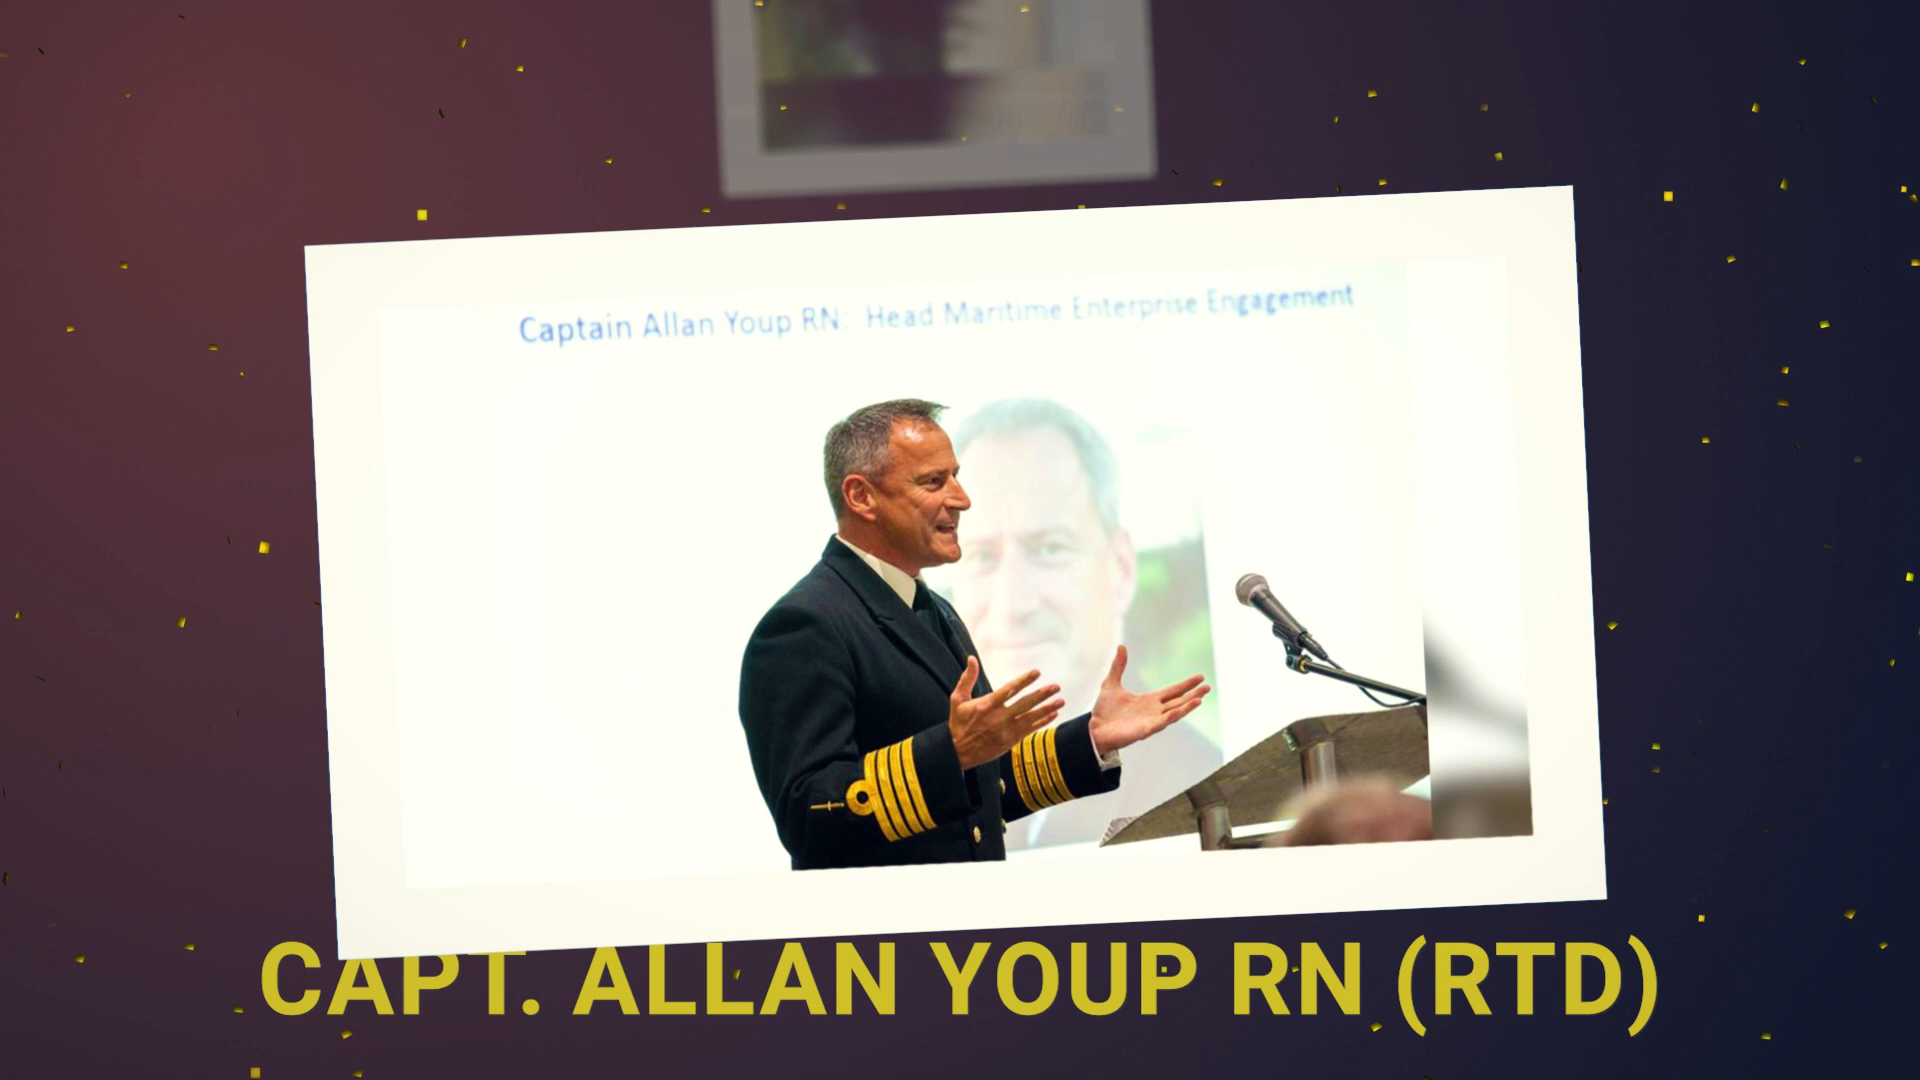 Captain Allan Youp RN: Head Maritime Enterprise Engagement
CAPT. ALLAN YOUP RN (RTD)